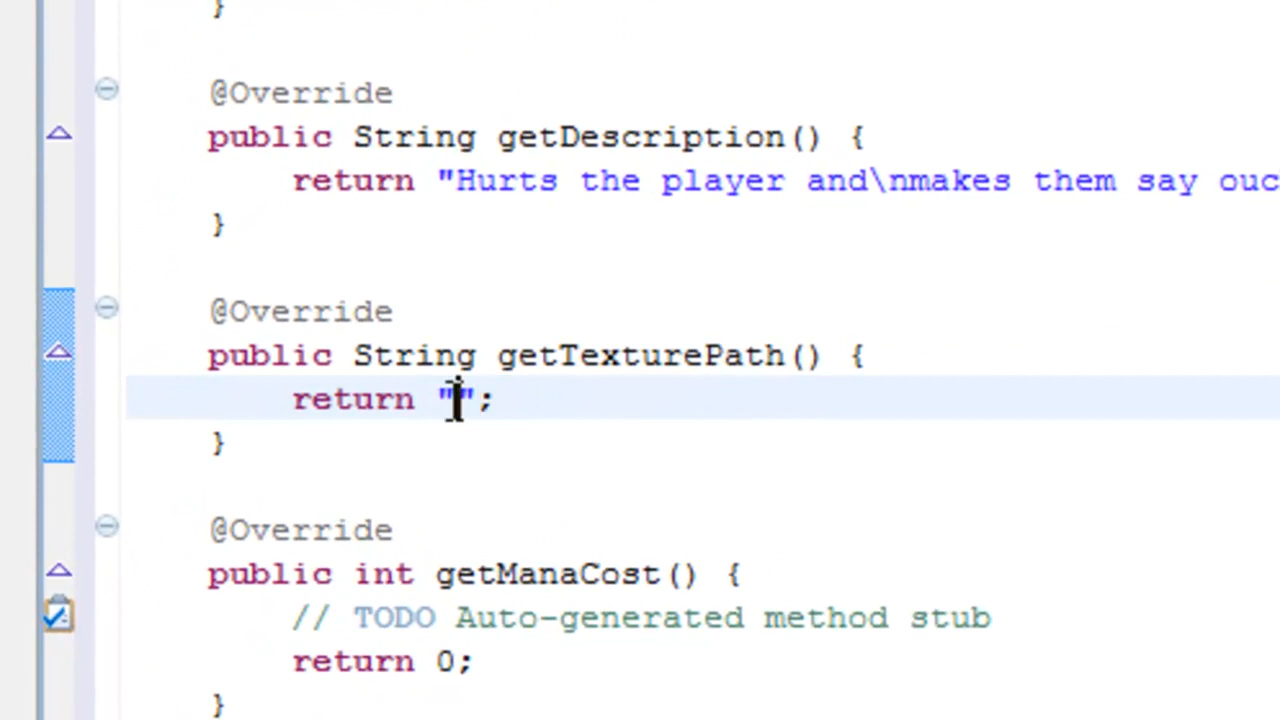 }
@Override
public String getDescription() {
return "Hurts the player and\nmakes them say ouc
}
@Override
public String getTexturePath() {
return "";
}
@Override
public int getManaCost() {
// TODO Auto-generated method stub
return 0;
}